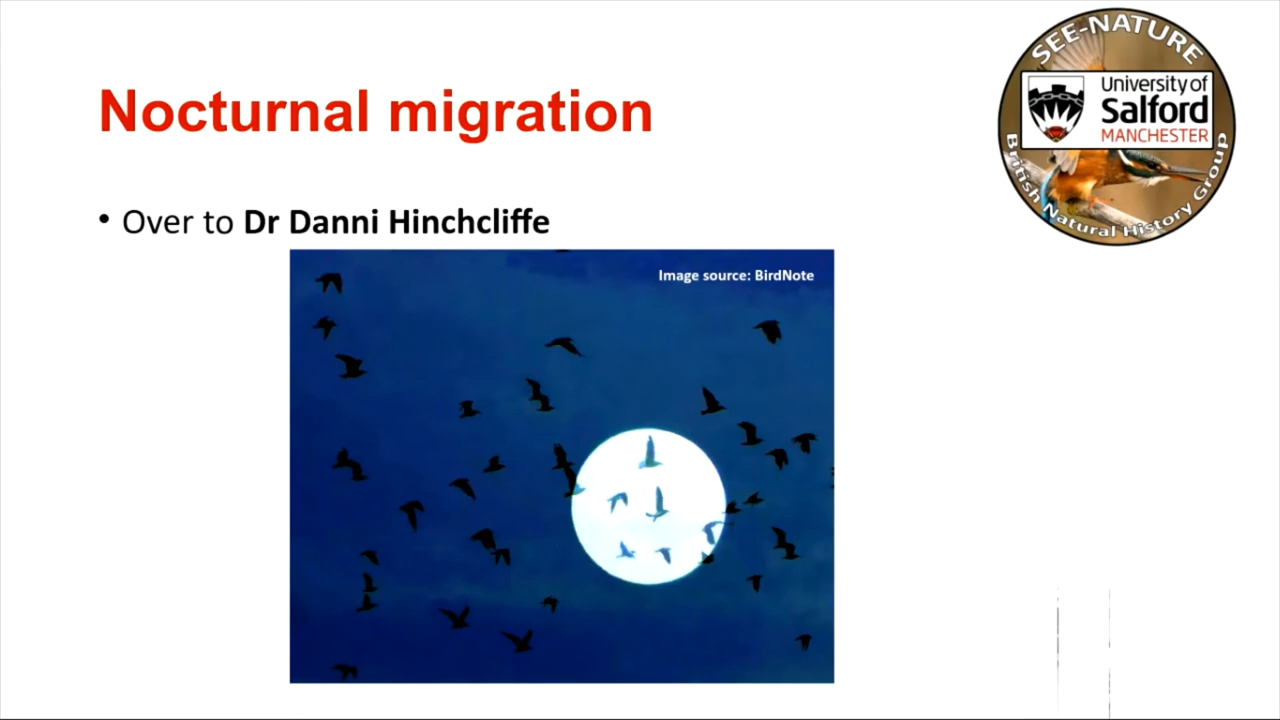 SEE-NATURE
University of
Salford
MANCHESTER
British Natural History Group
Nocturnal migration
• Over to Dr Danni Hinchcliffe
Image source: BirdNote